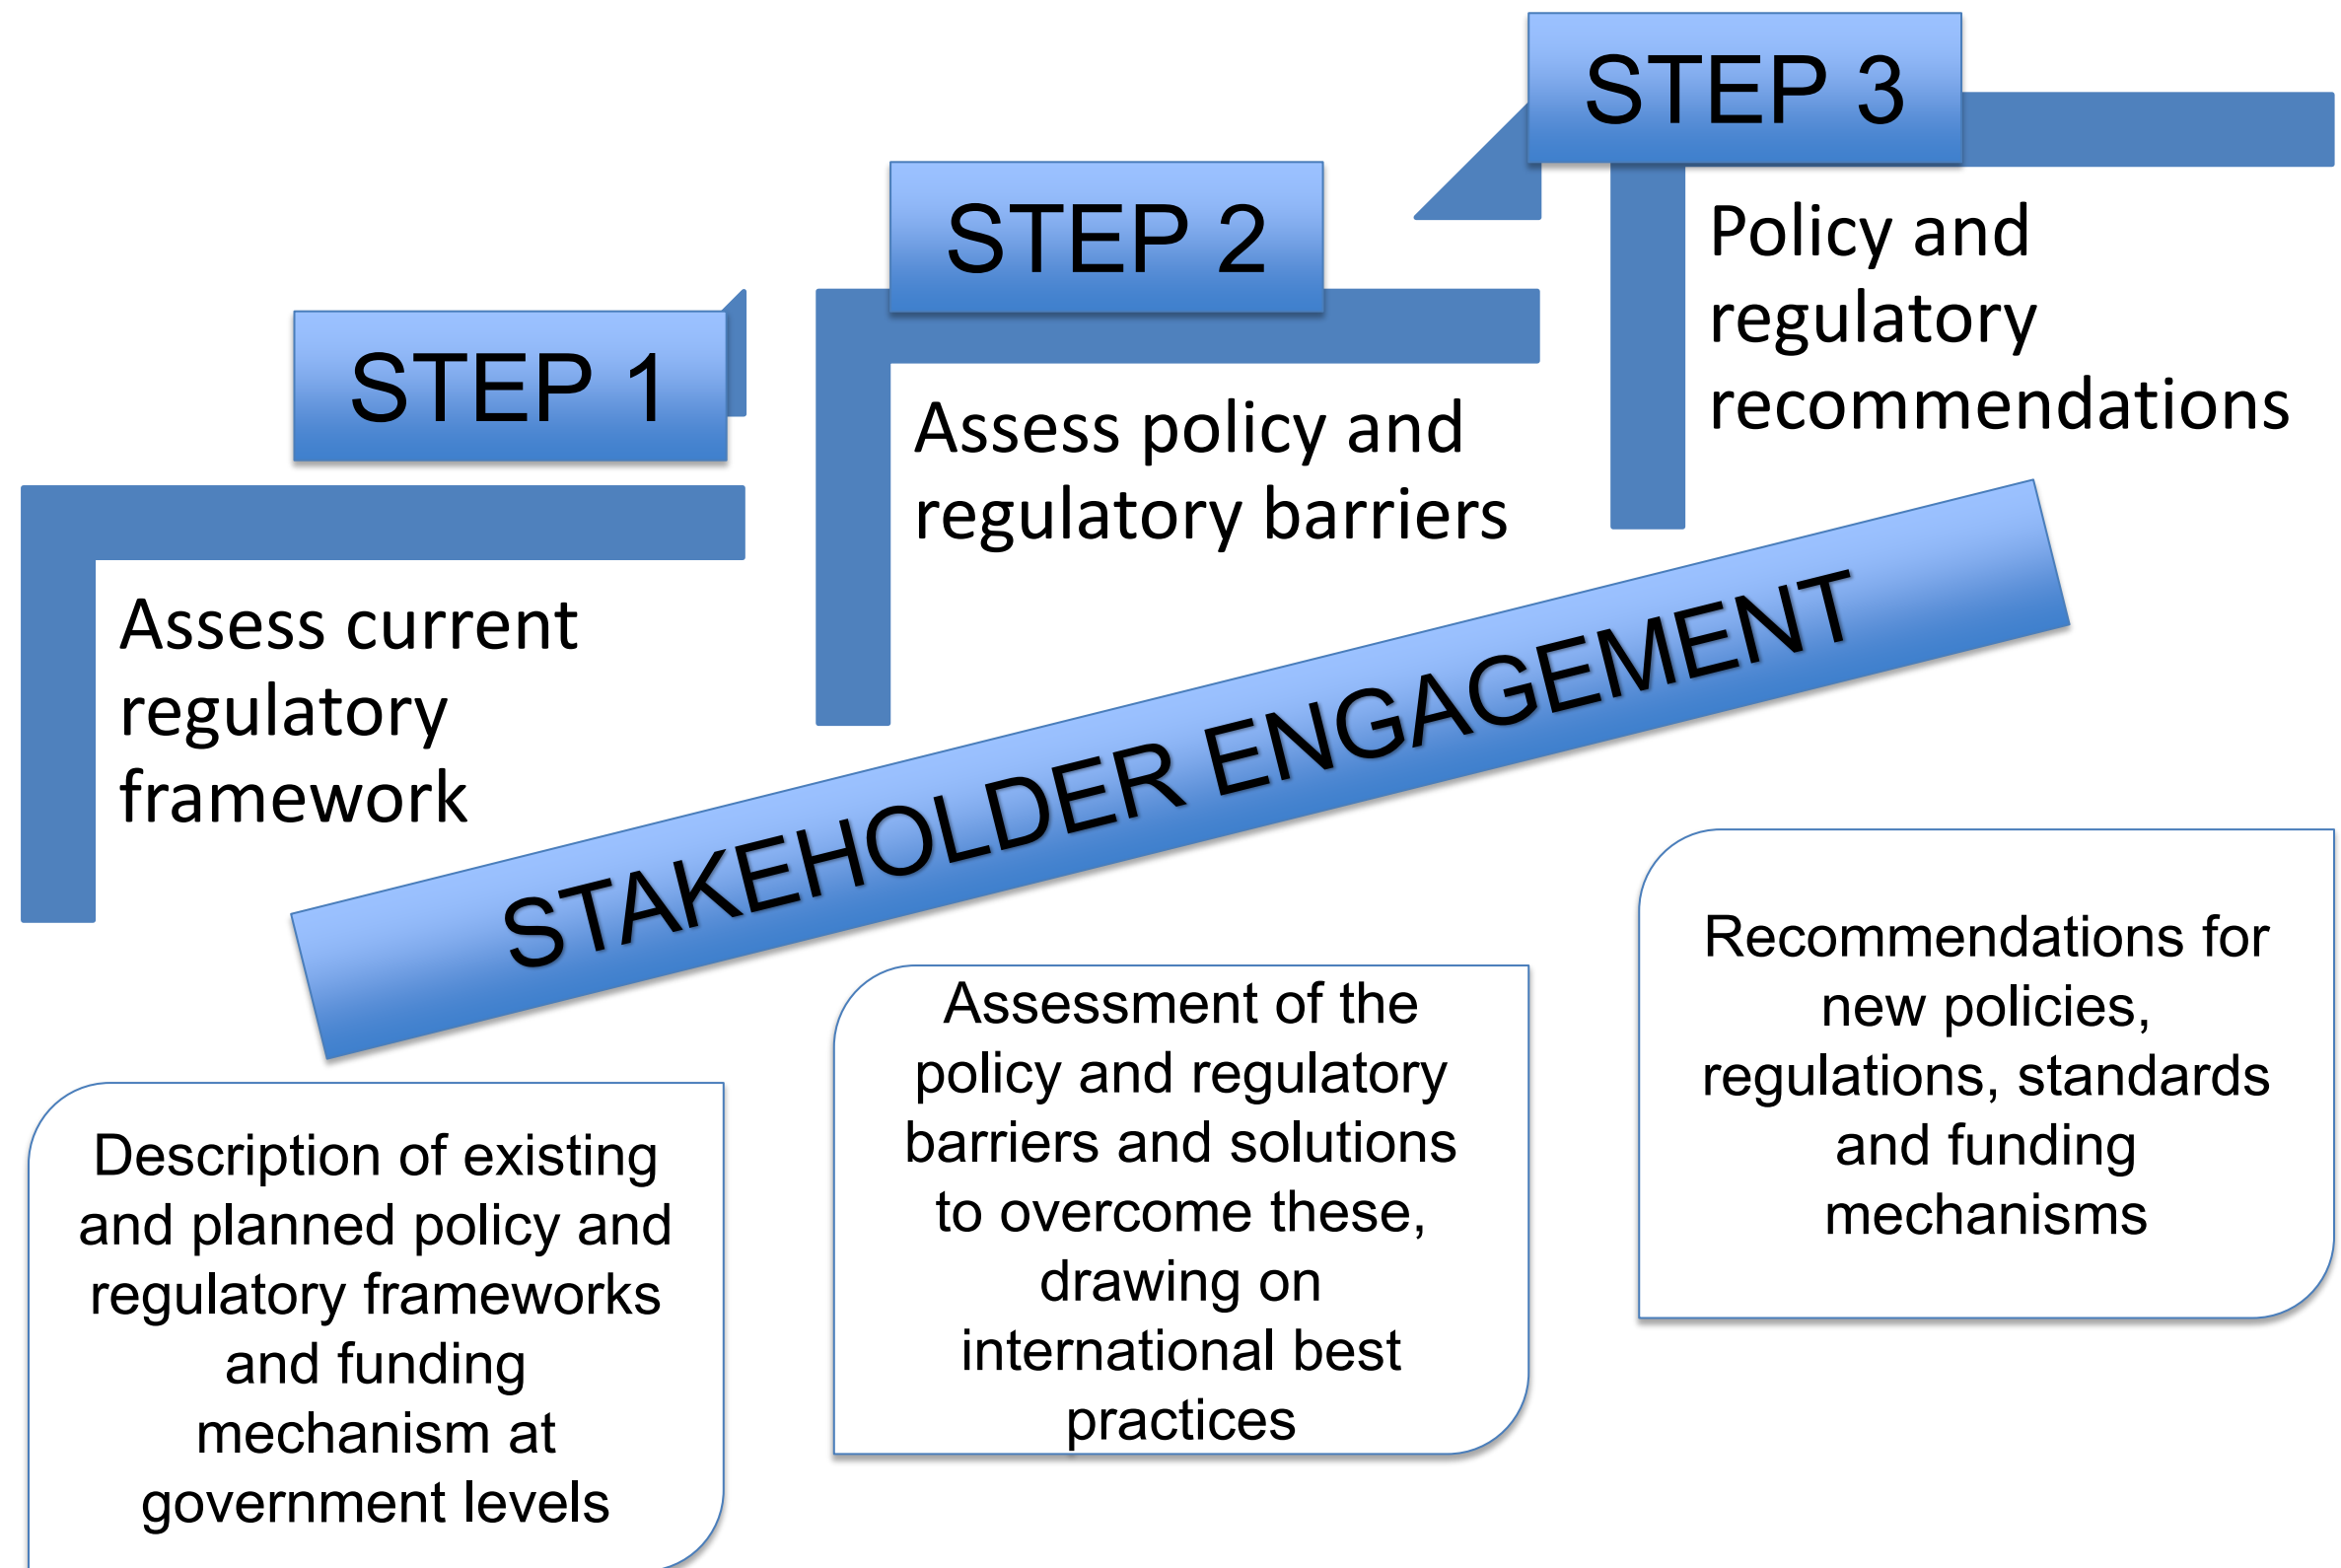 STEP 1
Assess current
regulatory
framework
STEP 2
Assess policy and
regulatory barriers
STEP 3
Policy and
regulatory
recommendations
STAKEHOLDER ENGAGEMENT
Description of existing
and planned policy and
regulatory frameworks
and funding
mechanism at
government levels
Assessment of the
policy and regulatory
barriers and solutions
to overcome these,
drawing on
international best
practices
Recommendations for
new policies,
regulations, standards
and funding
mechanisms